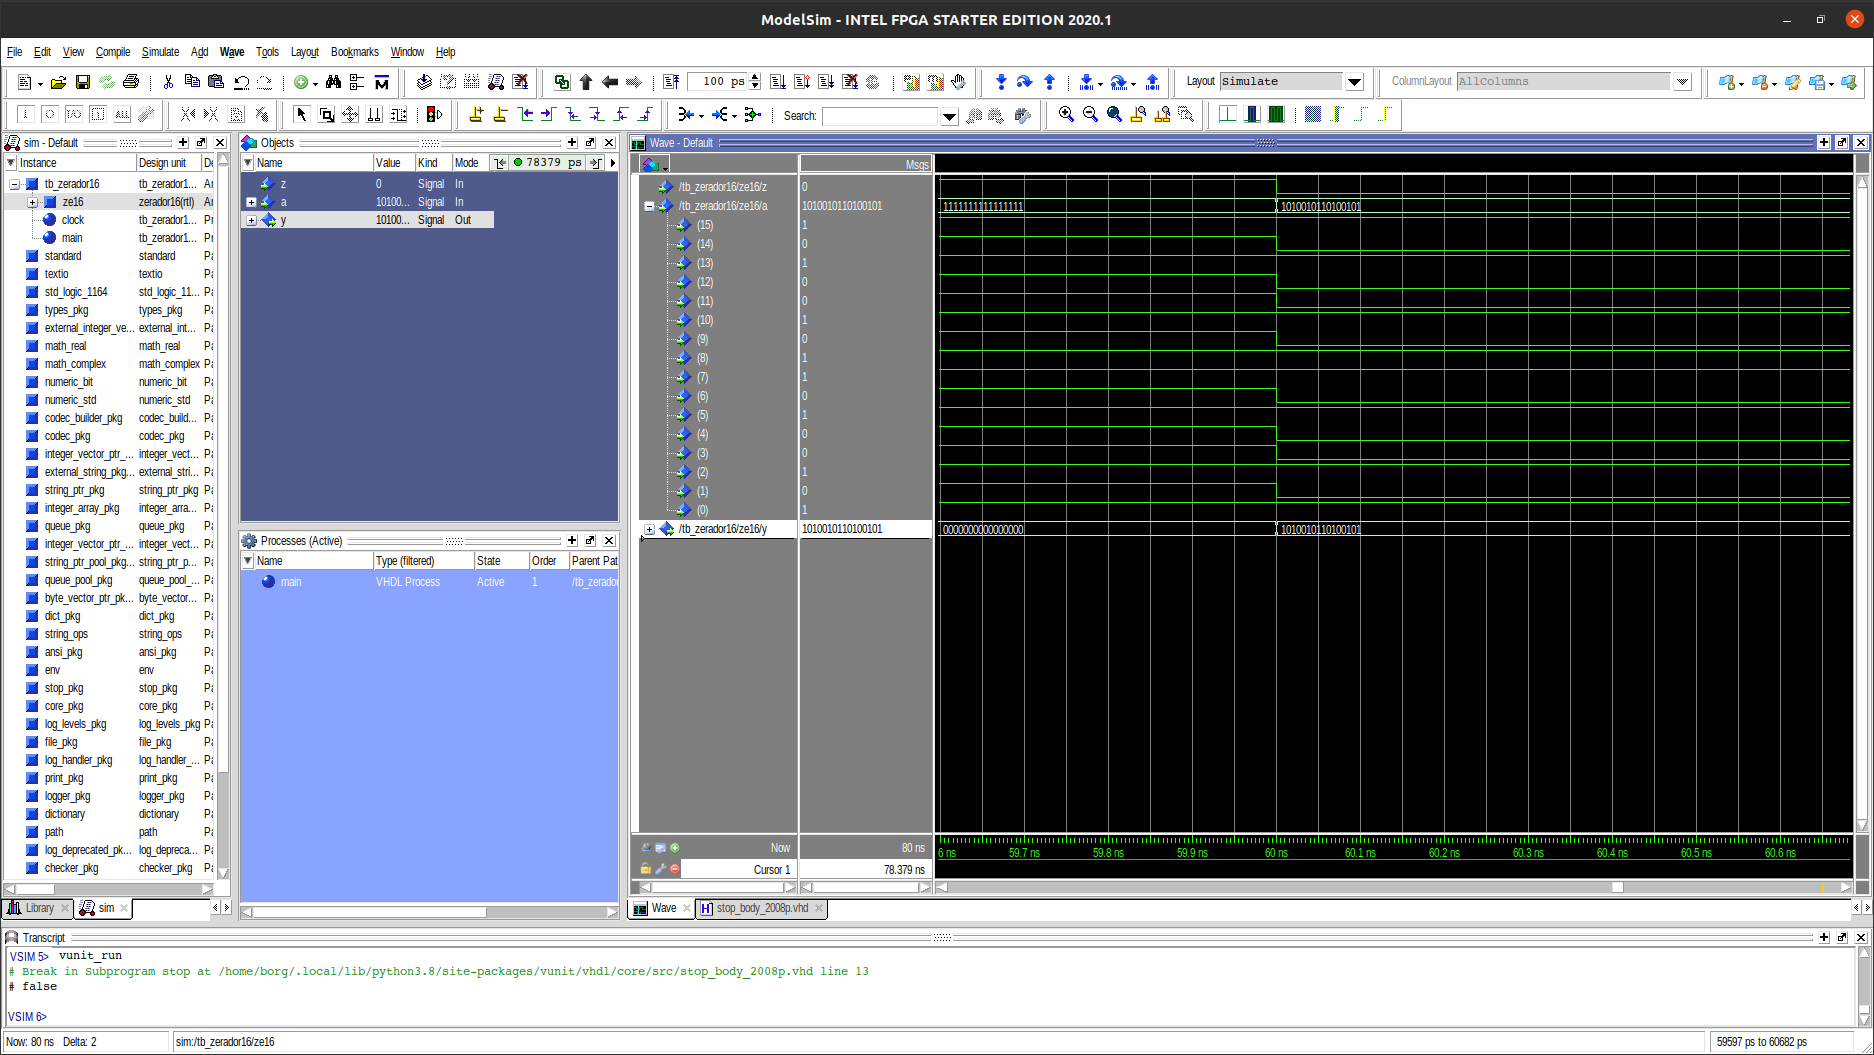 ModelSim - INTEL FPGA STARTER EDITION 2020.1
File Edit View Compile Simulate Add Wave Tools Layout Bookmarks Window Help
100 ps
Layout Simulate
ColumnLayout AllColumns
Search:
sim - Default
Instance Design unit
tb_zerador16 tb_zerador1...
ze16 zerador16(rtl)
clock tb_zerador1...
main tb_zerador1...
standard standard
textio textio
std_logic_1164 std_logic_11...
types_pkg types_pkg
external_integer_ve... external_int...
math_real math_real
math_complex math_complex
numeric_bit numeric_bit
numeric_std numeric_std
codec_builder_pkg codec_build...
codec_pkg codec_pkg
integer_vector_ptr_... integer_vect...
external_string_pkg... external_stri...
string_ptr_pkg string_ptr_pkg
integer_array_pkg integer_arra...
queue_pkg queue_pkg
integer_vector_ptr_... integer_vect...
string_ptr_pool_pkg string_ptr_p...
queue_pool_pkg queue_pool_...
byte_vector_ptr_pk... byte_vector...
dict_pkg dict_pkg
string_ops string_ops
ansi_pkg ansi_pkg
env env
stop_pkg stop_pkg
core_pkg core_pkg
log_levels_pkg log_levels_pkg
file_pkg file_pkg
log_handler_pkg log_handler_...
print_pkg print_pkg
logger_pkg logger_pkg
dictionary dictionary
path path
log_deprecated_pk... log_depreca...
checker_pkg checker_pkg
Library sim
Objects
Name Value Kind Mode 78379 ps
z 0 Signal In
a 10100... Signal In
y 10100... Signal Out
Processes (Active)
Name Type (filtered) State Order Parent Pat
main VHDL Process Active 1 /tb_zerador
Wave - Default
Msgs
/tb_zerador16/ze16/z 0
/tb_zerador16/ze16/a 1010010110100101 1111111111111111 1010010110100101
(15) 1
(14) 0
(13) 1
(12) 0
(11) 0
(10) 1
(9) 0
(8) 1
(7) 1
(6) 0
(5) 1
(4) 0
(3) 0
(2) 1
(1) 0
(0) 1
/tb_zerador16/ze16/y 1010010110100101 0000000000000000 1010010110100101
Now 80 ns
6 ns 59.7 ns 59.8 ns 59.9 ns 60 ns 60.1 ns 60.2 ns 60.3 ns 60.4 ns 60.5 ns 60.6 ns
Cursor 1 78.379 ns
Wave stop_body_2008p.vhd
Transcript
VSIM 5> vunit_run
# Break in Subprogram stop at /home/borg/.local/lib/python3.8/site-packages/vunit/vhdl/core/src/stop_body_2008p.vhd line 13
# false
VSIM 6>
Now: 80 ns Delta: 2 sim:/tb_zerador16/ze16 59597 ps to 60682 ps